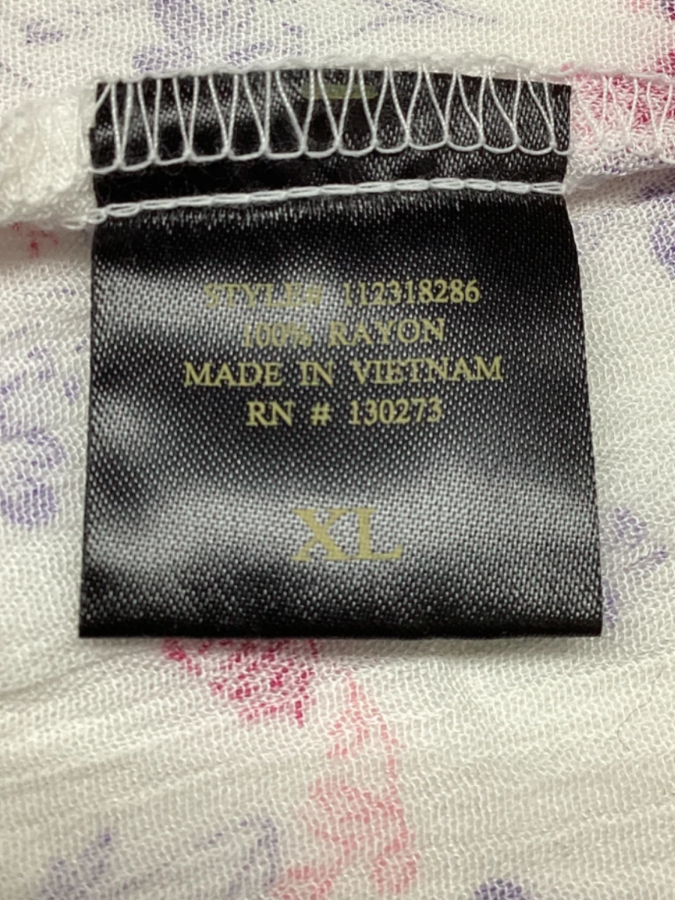 STYLE# 112318286
100% RAYON
MADE IN VIETNAM
RN # 130273
XL